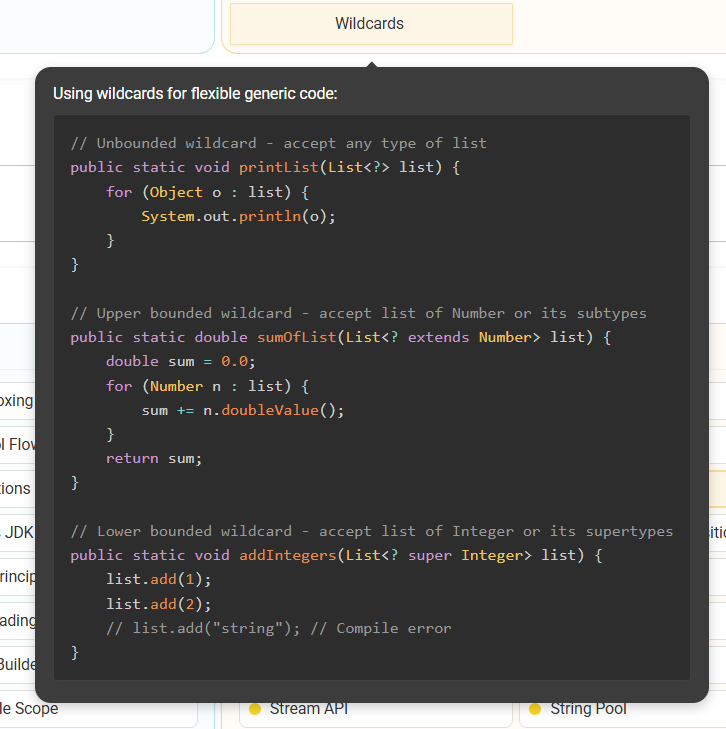 Wildcards
Using wildcards for flexible generic code:
// Unbounded wildcard - accept any type of list
public static void printList(List<?> list) {
    for (Object o : list) {
        System.out.println(o);
    }
}
// Upper bounded wildcard - accept list of Number or its subtypes
public static double sumOfList(List<? extends Number> list) {
    double sum = 0.0;
    for (Number n : list) {
        sum += n.doubleValue();
    }
    return sum;
}
// Lower bounded wildcard - accept list of Integer or its supertypes
public static void addIntegers(List<? super Integer> list) {
    list.add(1);
    list.add(2);
    // list.add("string"); // Compile error
}
oxing
l Flow
tions
JDK
rincip
ading
Builde
le Scope
Stream API
String Pool